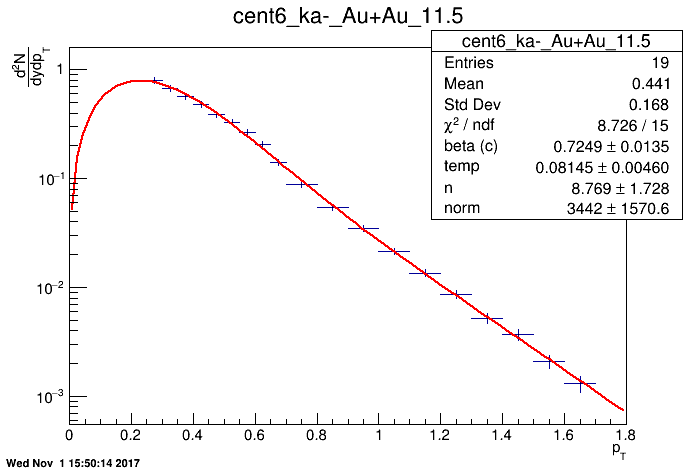 cent6_ka-_Au+Au_11.5
cent6_ka-_Au+Au_11.5
Entries 19
Mean 0.441
Std Dev 0.168
χ² / ndf 8.726 / 15
beta (c) 0.7249 ± 0.0135
temp 0.08145 ± 0.00460
n 8.769 ± 1.728
norm 3442 ± 1570.6
d²N
dydp_T
1
10⁻¹
10⁻²
10⁻³
0 0.2 0.4 0.6 0.8 1 1.2 1.4 1.6 1.8
p_T
Wed Nov 1 15:50:14 2017